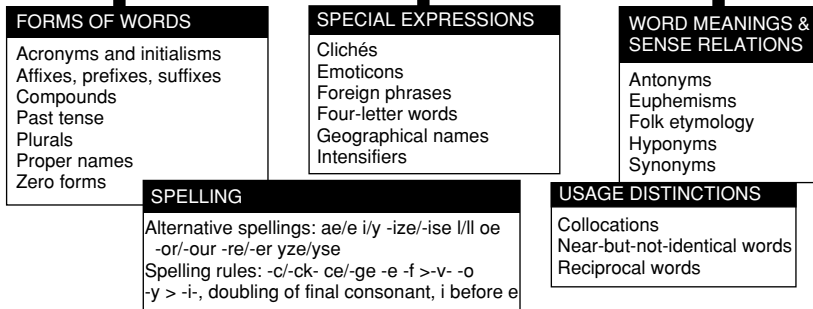 FORMS OF WORDS
Acronyms and initialisms
Affixes, prefixes, suffixes
Compounds
Past tense
Plurals
Proper names
Zero forms
SPECIAL EXPRESSIONS
Clichés
Emoticons
Foreign phrases
Four-letter words
Geographical names
Intensifiers
WORD MEANINGS &
SENSE RELATIONS
Antonyms
Euphemisms
Folk etymology
Hyponyms
Synonyms
SPELLING
Alternative spellings: ae/e i/y -ize/-ise l/ll oe
-or/-our -re/-er yze/yse
Spelling rules: -c/-ck- ce/-ge -e -f >-v- -o
-y > -i-, doubling of final consonant, i before e
USAGE DISTINCTIONS
Collocations
Near-but-not-identical words
Reciprocal words